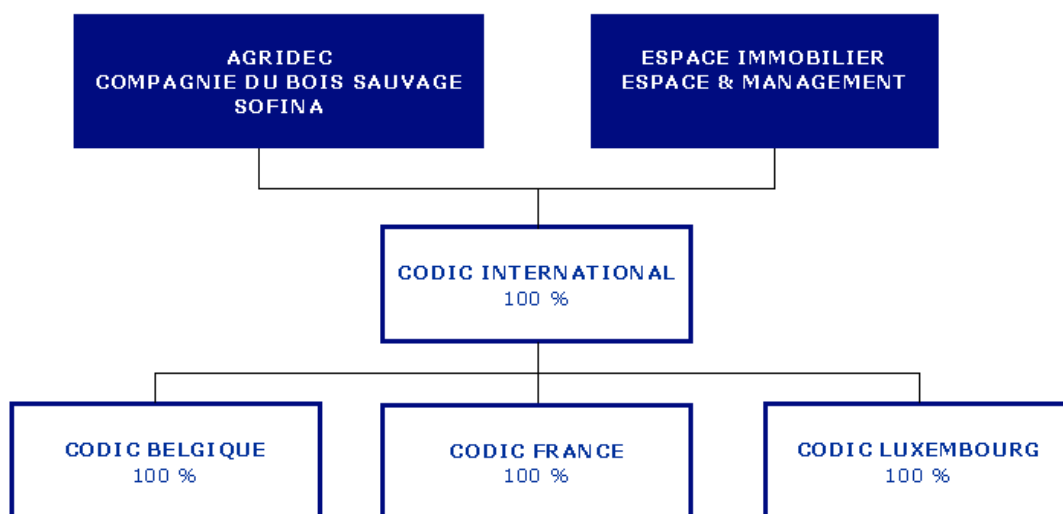 AGRIDEC
COMPAGNIE DU BOIS SAUVAGE
SOFINA
ESPACE IMMOBILIER
ESPACE & MANAGEMENT
CODIC INTERNATIONAL
100 %
CODIC BELGIQUE
100 %
CODIC FRANCE
100 %
CODIC LUXEMBOURG
100 %